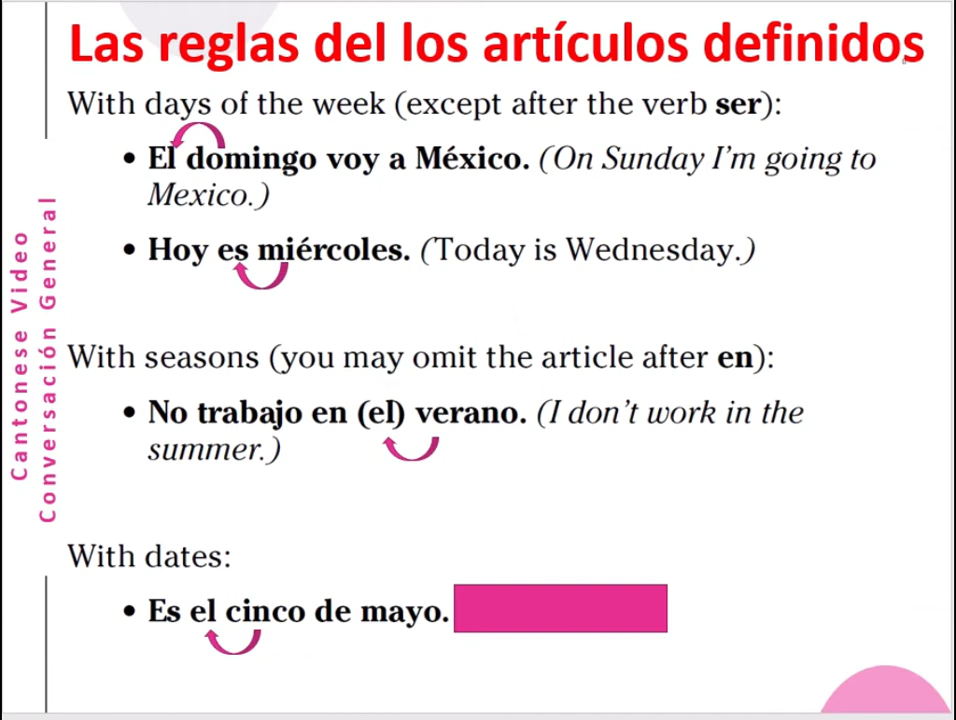 Las reglas del los artículos definidos
With days of the week (except after the verb ser):
• El domingo voy a México. (On Sunday I'm going to
Mexico.)
• Hoy es miércoles. (Today is Wednesday.)
With seasons (you may omit the article after en):
• No trabajo en (el) verano. (I don't work in the
summer.)
With dates:
• Es el cinco de mayo.
Cantonese Video
Conversación General